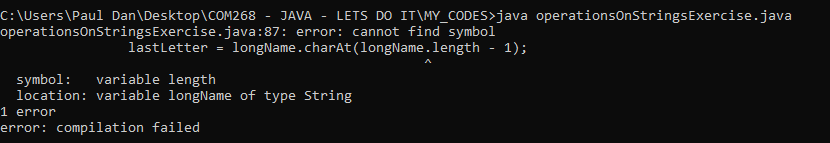 C:\Users\Paul Dan\Desktop\COM268 - JAVA - LETS DO IT\MY_CODES>java operationsOnStringsExercise.java
operationsOnStringsExercise.java:87: error: cannot find symbol
                lastLetter = longName.charAt(longName.length - 1);
                                                     ^
  symbol:   variable length
  location: variable longName of type String
1 error
error: compilation failed